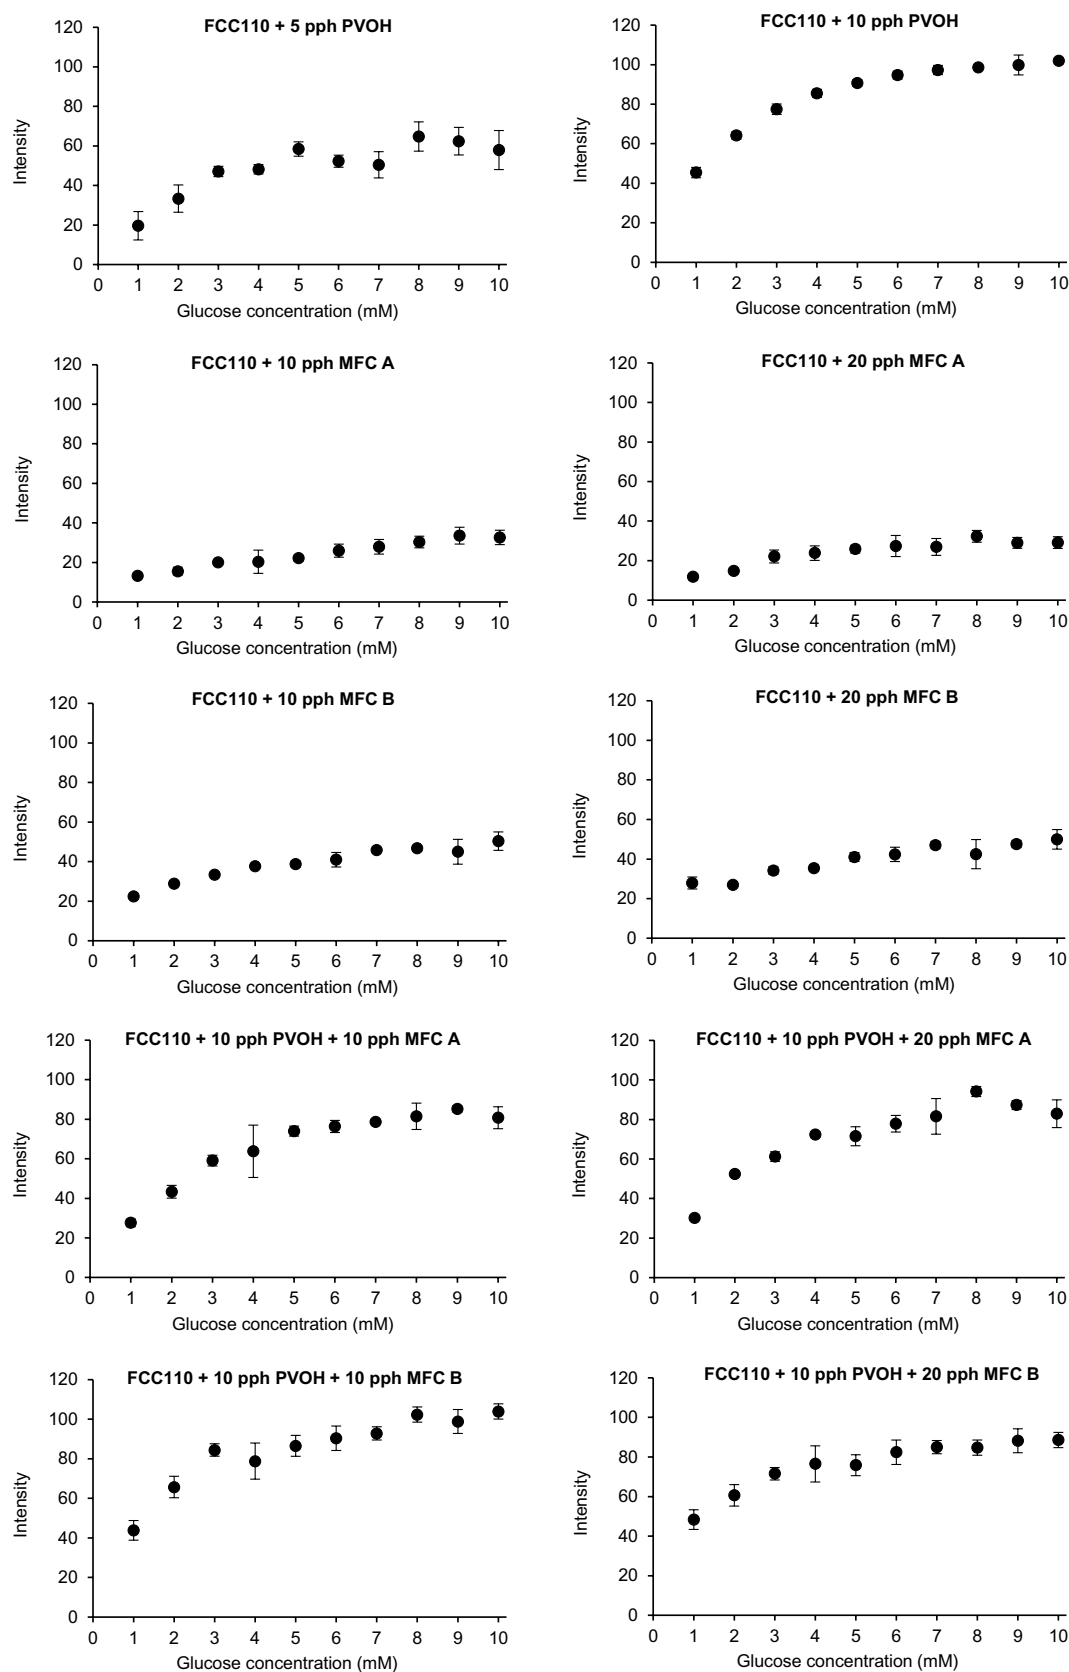 FCC110 + 5 pph PVOH
120
100
80
60
40
20
0
Intensity
0 1 2 3 4 5 6 7 8 9 10
Glucose concentration (mM)
FCC110 + 10 pph PVOH
120
100
80
60
40
20
0
Intensity
0 1 2 3 4 5 6 7 8 9 10
Glucose concentration (mM)
FCC110 + 10 pph MFC A
120
100
80
60
40
20
0
Intensity
0 1 2 3 4 5 6 7 8 9 10
Glucose concentration (mM)
FCC110 + 20 pph MFC A
120
100
80
60
40
20
0
Intensity
0 1 2 3 4 5 6 7 8 9 10
Glucose concentration (mM)
FCC110 + 10 pph MFC B
120
100
80
60
40
20
0
Intensity
0 1 2 3 4 5 6 7 8 9 10
Glucose concentration (mM)
FCC110 + 20 pph MFC B
120
100
80
60
40
20
0
Intensity
0 1 2 3 4 5 6 7 8 9 10
Glucose concentration (mM)
FCC110 + 10 pph PVOH + 10 pph MFC A
120
100
80
60
40
20
0
Intensity
0 1 2 3 4 5 6 7 8 9 10
Glucose concentration (mM)
FCC110 + 10 pph PVOH + 20 pph MFC A
120
100
80
60
40
20
0
Intensity
0 1 2 3 4 5 6 7 8 9 10
Glucose concentration (mM)
FCC110 + 10 pph PVOH + 10 pph MFC B
120
100
80
60
40
20
0
Intensity
0 1 2 3 4 5 6 7 8 9 10
Glucose concentration (mM)
FCC110 + 10 pph PVOH + 20 pph MFC B
120
100
80
60
40
20
0
Intensity
0 1 2 3 4 5 6 7 8 9 10
Glucose concentration (mM)